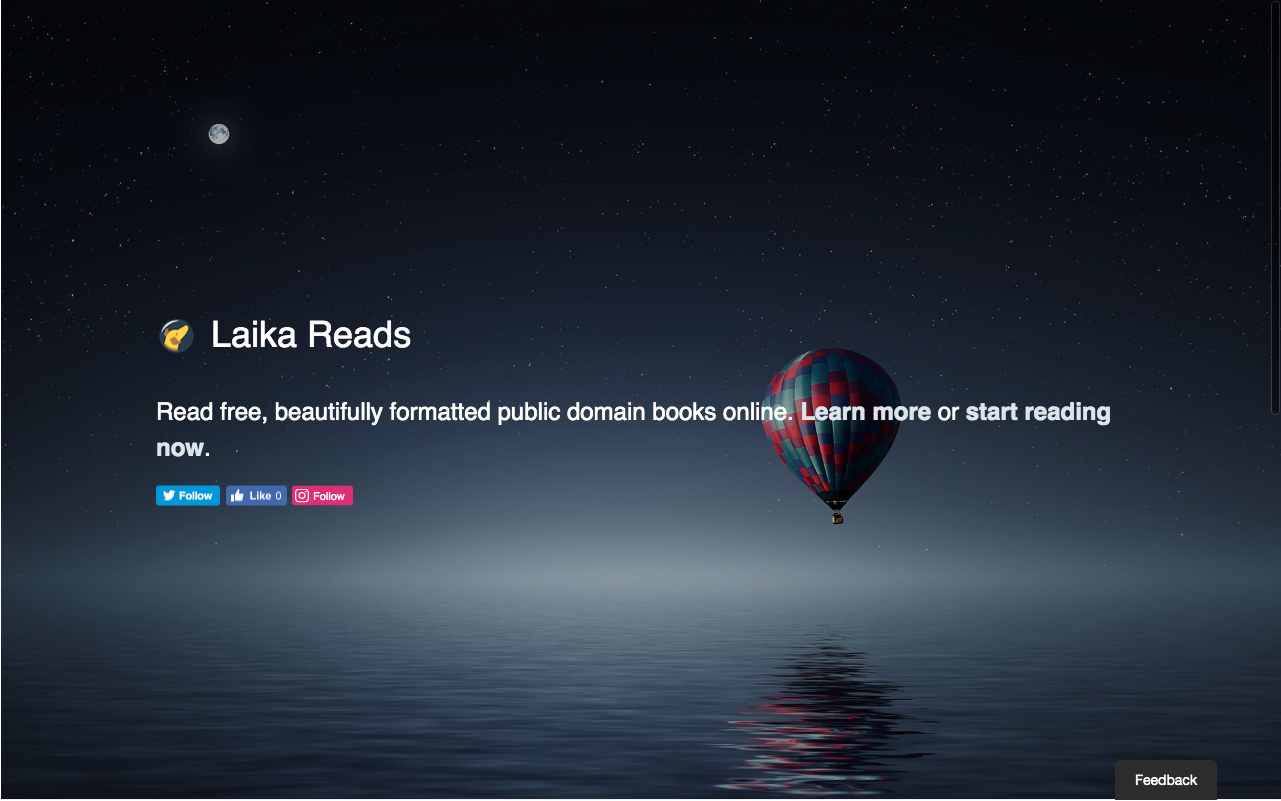 Laika Reads
Read free, beautifully formatted public domain books online. Learn more or start reading
now.
Follow Like 0 Follow
Feedback